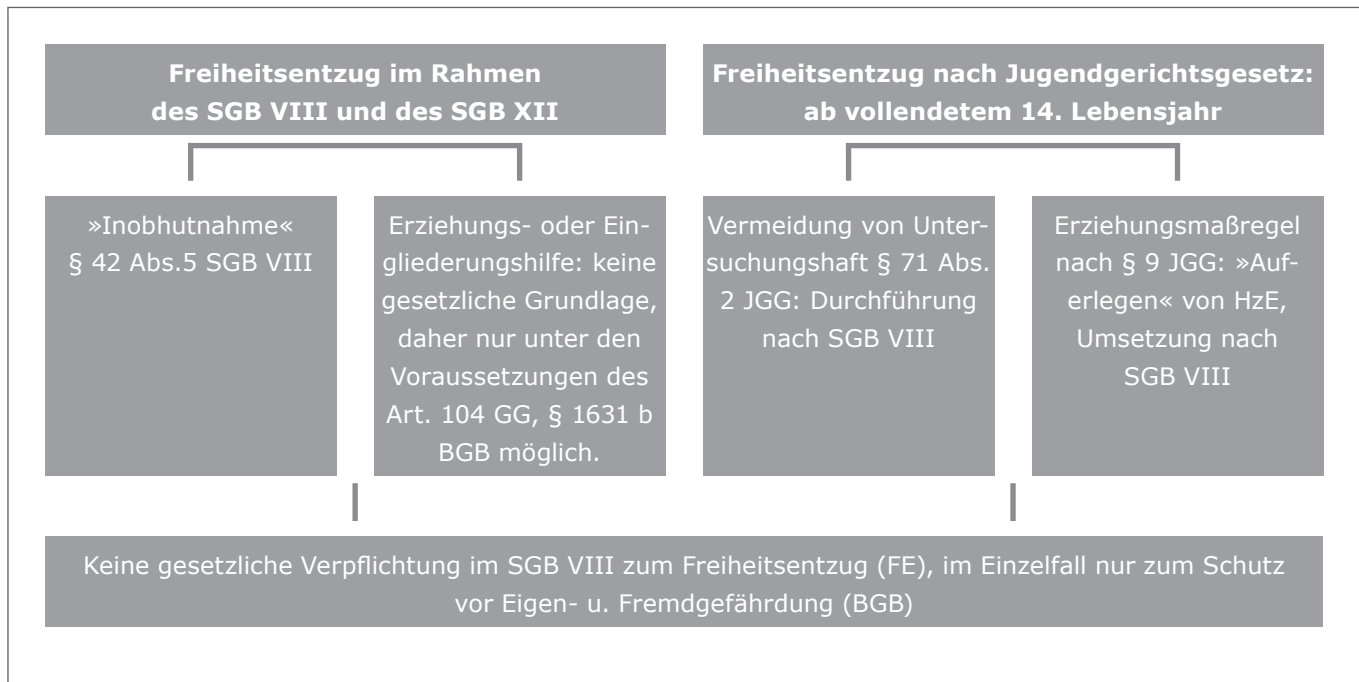 Freiheitsentzug im Rahmen
des SGB VIII und des SGB XII
Freiheitsentzug nach Jugendgerichtsgesetz:
ab vollendetem 14. Lebensjahr
»Inobhutnahme«
§ 42 Abs.5 SGB VIII
Erziehungs- oder Ein-
gliederungshilfe: keine
gesetzliche Grundlage,
daher nur unter den
Voraussetzungen des
Art. 104 GG, § 1631 b
BGB möglich.
Vermeidung von Unter-
suchungshaft § 71 Abs.
2 JGG: Durchführung
nach SGB VIII
Erziehungsmaßregel
nach § 9 JGG: »Auf-
erlegen« von HzE,
Umsetzung nach
SGB VIII
Keine gesetzliche Verpflichtung im SGB VIII zum Freiheitsentzug (FE), im Einzelfall nur zum Schutz
vor Eigen- u. Fremdgefährdung (BGB)